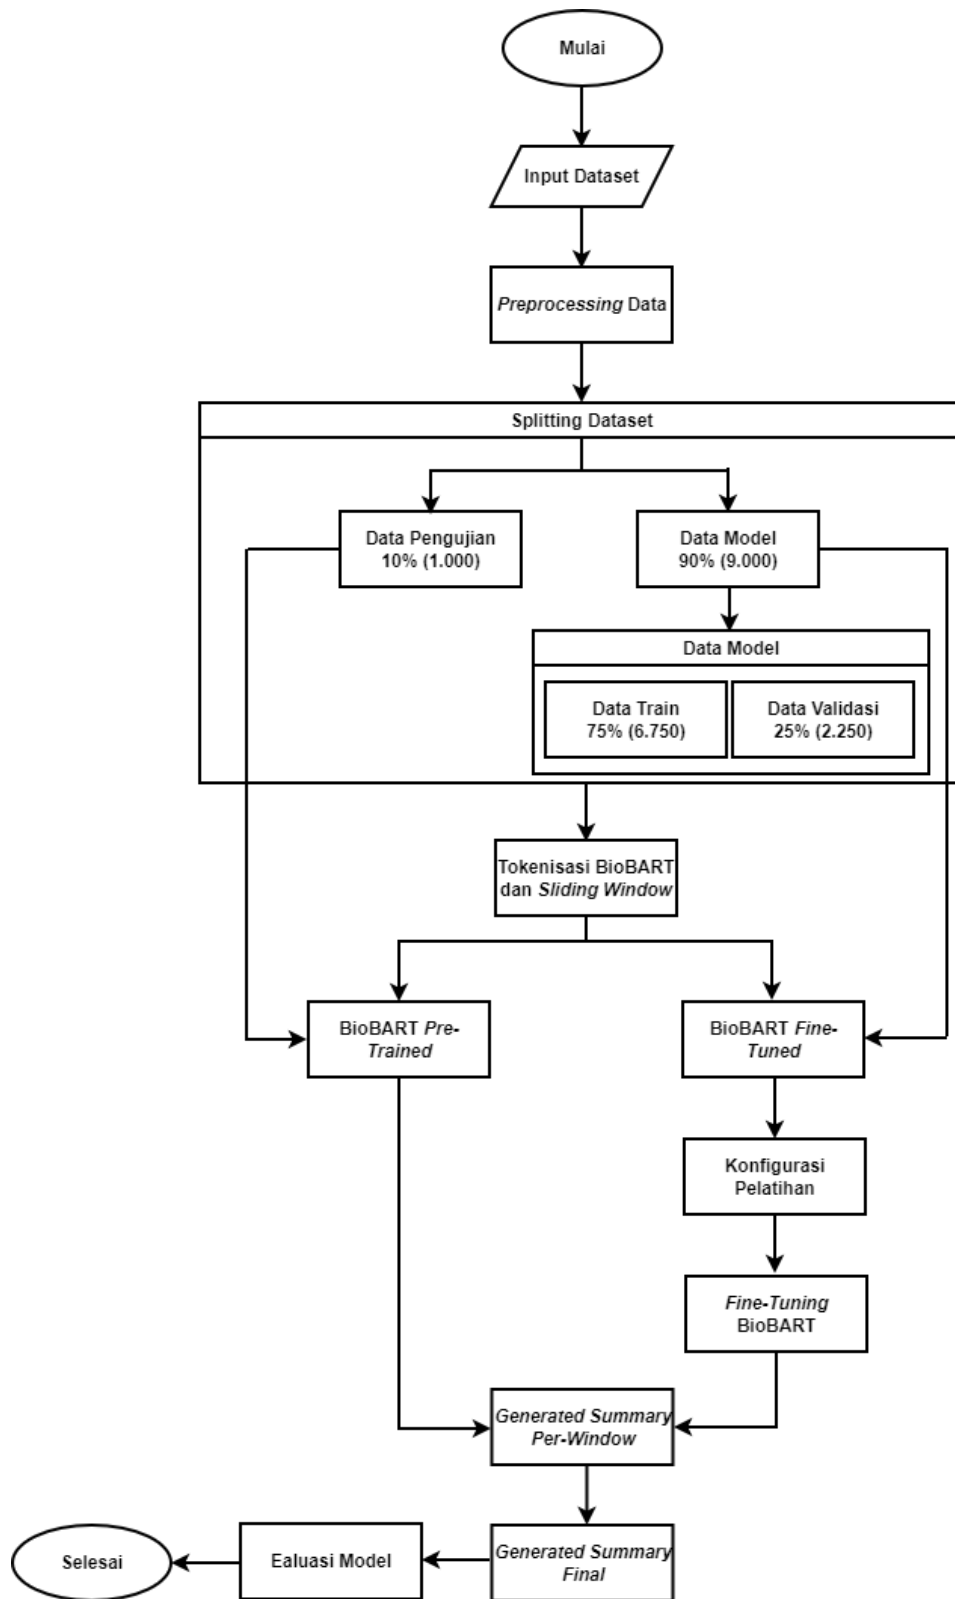 Mulai
Input Dataset
Preprocessing Data
Splitting Dataset
Data Pengujian
10% (1.000)
Data Model
90% (9.000)
Data Model
Data Train
75% (6.750)
Data Validasi
25% (2.250)
Tokenisasi BioBART
dan Sliding Window
BioBART Pre-
Trained
BioBART Fine-
Tuned
Konfigurasi
Pelatihan
Fine-Tuning
BioBART
Generated Summary
Per-Window
Generated Summary
Final
Ealuasi Model
Selesai